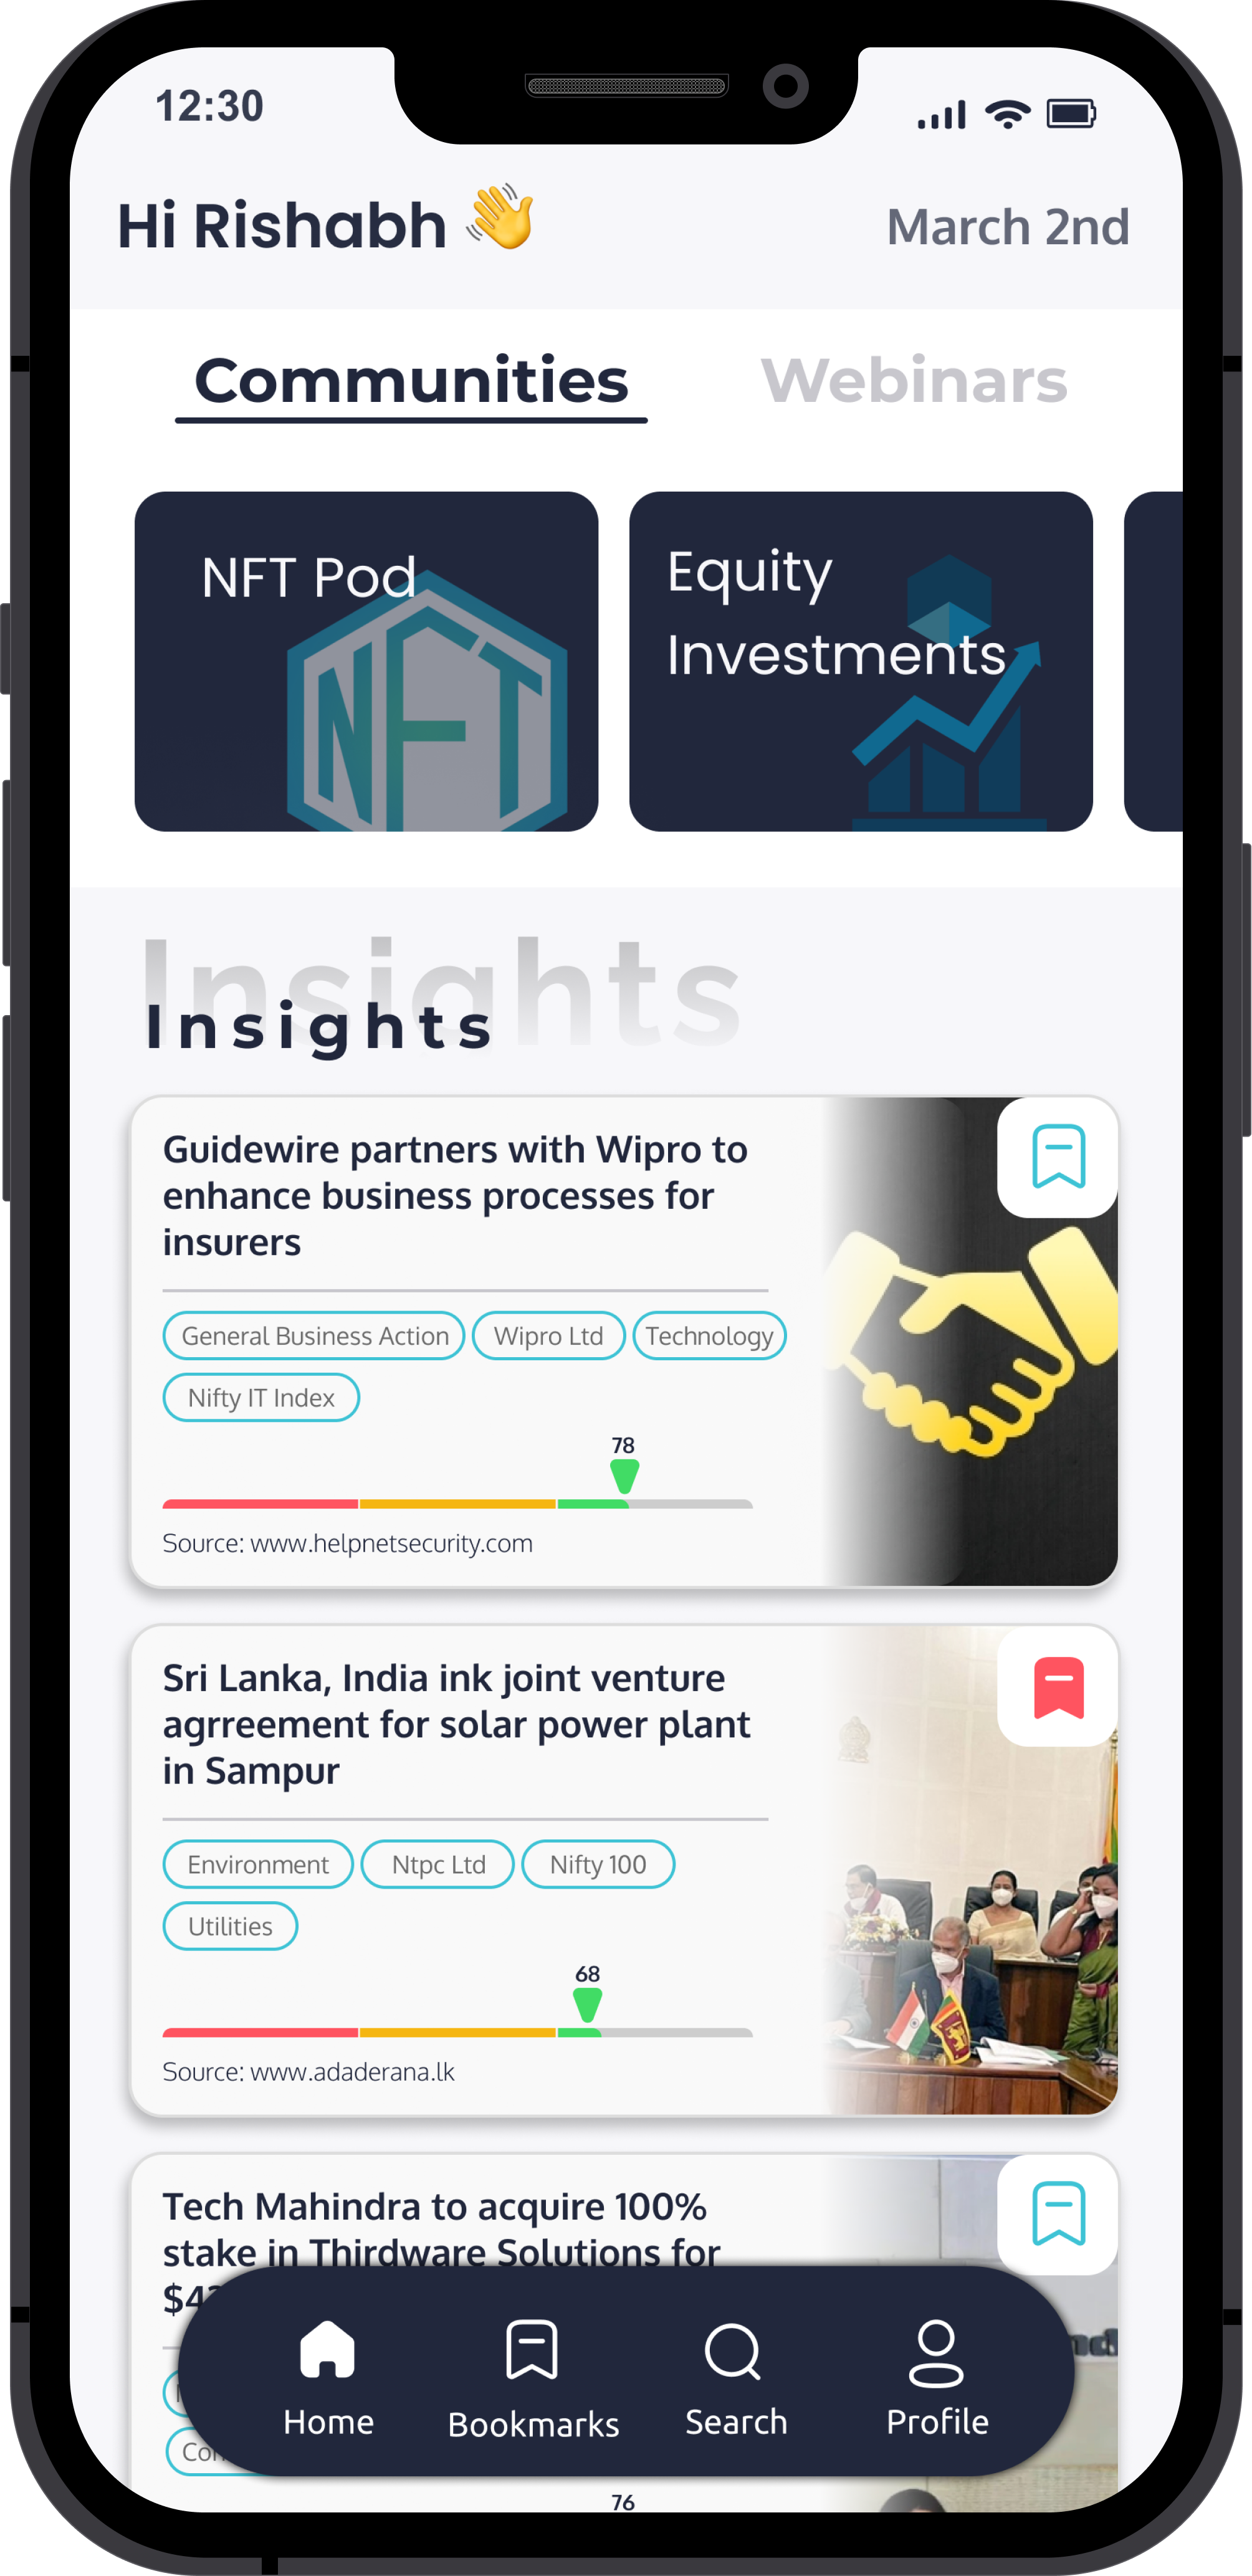 12:30
Hi Rishabh 👋
March 2nd
Communities
Webinars
NFT Pod
NFT
Equity
Investments
Insights
Insights
Guidewire partners with Wipro to
enhance business processes for
insurers
General Business Action
Wipro Ltd
Technology
Nifty IT Index
78
Source: www.helpnetsecurity.com
Sri Lanka, India ink joint venture
agrreement for solar power plant
in Sampur
Environment
Ntpc Ltd
Nifty 100
Utilities
68
Source: www.adaderana.lk
Tech Mahindra to acquire 100%
stake in Thirdware Solutions for
Home
Bookmarks
Search
Profile
76